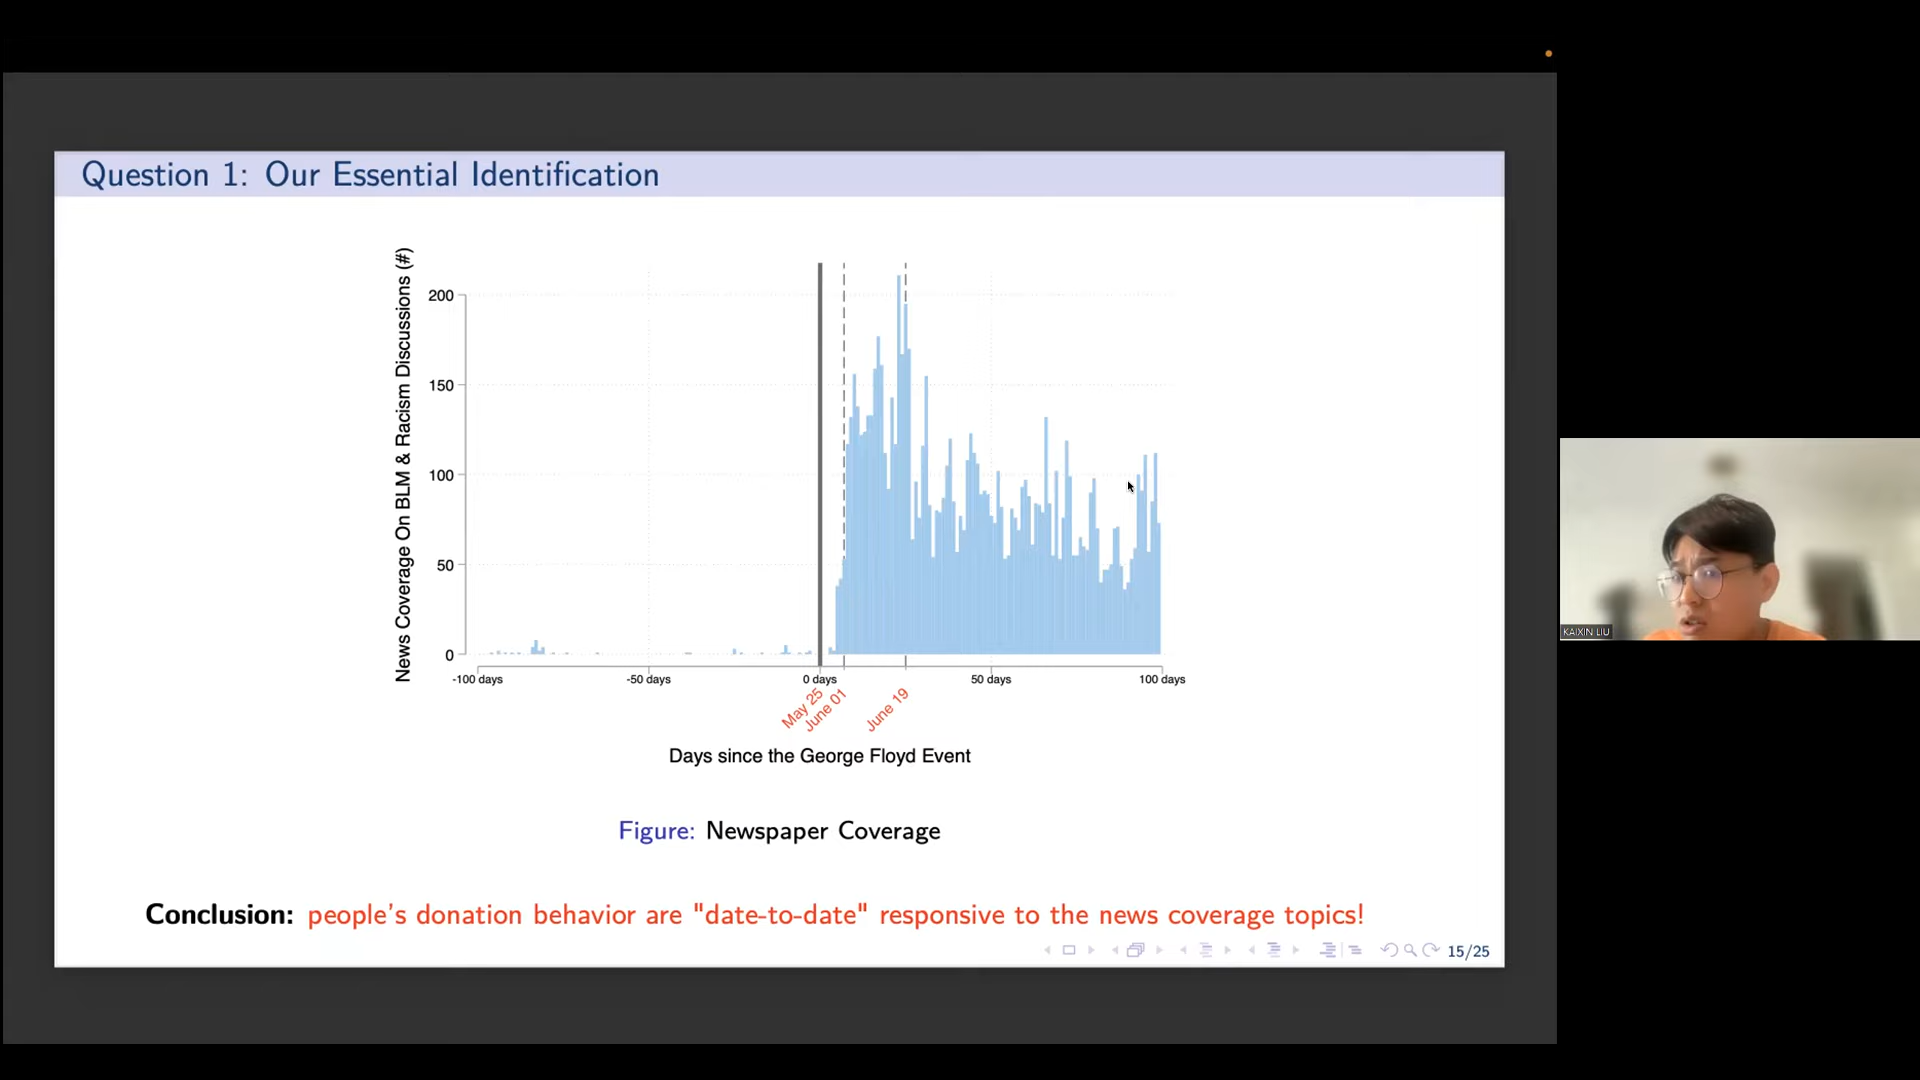 Question 1: Our Essential Identification
News Coverage On BLM & Racism Discussions (#)
200
150
100
50
0
-100 days
-50 days
0 days
50 days
100 days
May 25
June 01
June 19
Days since the George Floyd Event
Figure: Newspaper Coverage
Conclusion: people's donation behavior are "date-to-date" responsive to the news coverage topics!
15/25
KAIXIN LIU